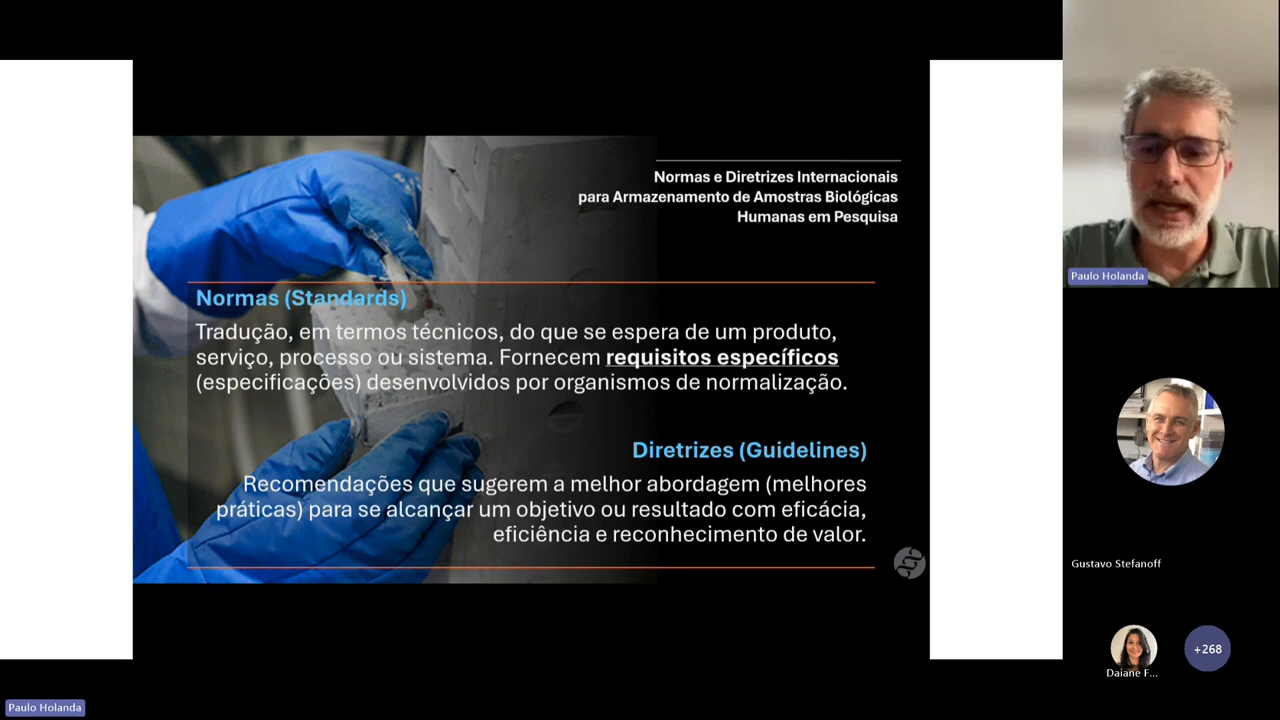 Normas e Diretrizes Internacionais
para Armazenamento de Amostras Biológicas
Humanas em Pesquisa
Normas (Standards)
Tradução, em termos técnicos, do que se espera de um produto,
serviço, processo ou sistema. Fornecem requisitos específicos
(especificações) desenvolvidos por organismos de normalização.
Diretrizes (Guidelines)
Recomendações que sugerem a melhor abordagem (melhores
práticas) para se alcançar um objetivo ou resultado com eficácia,
eficiência e reconhecimento de valor.
Paulo Holanda
Gustavo Stefanoff
Daiane F...
+268
Paulo Holanda